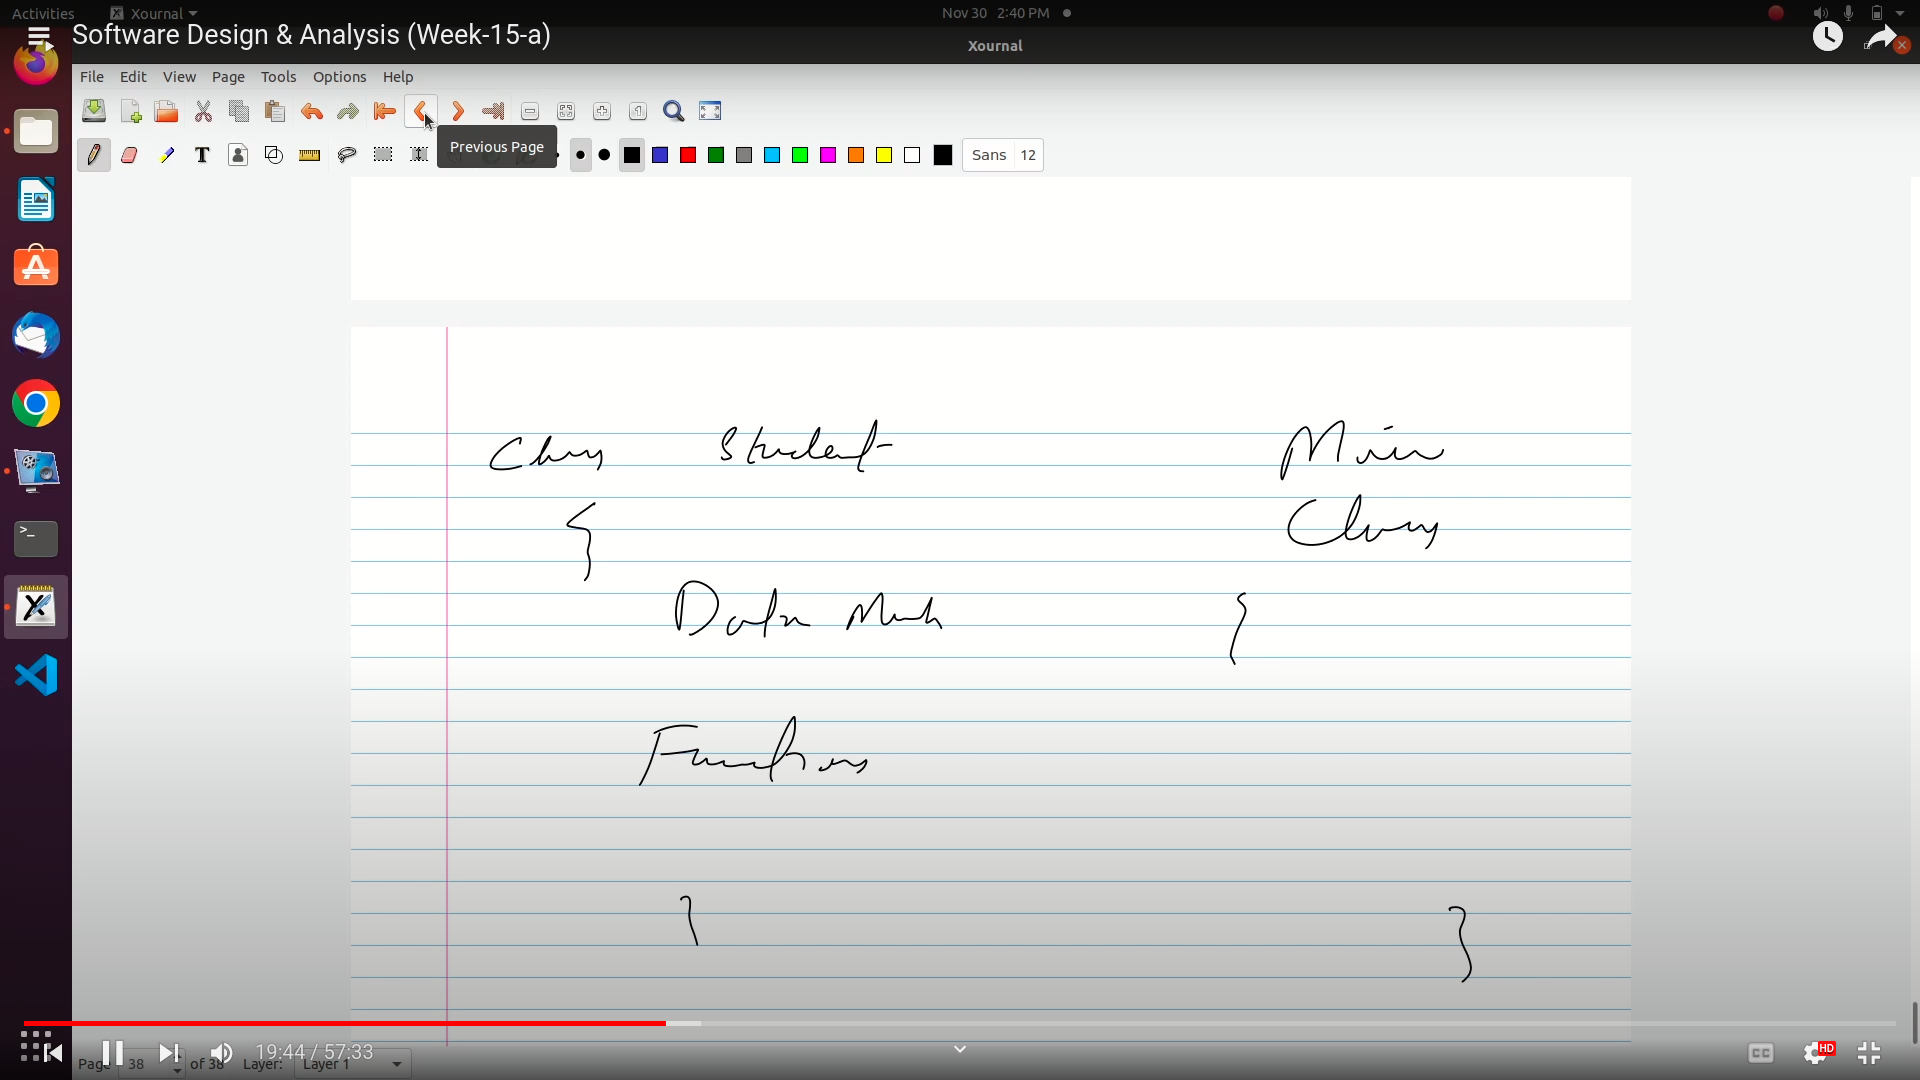 Activities Xournal Nov 30 2:40 PM
Software Design & Analysis (Week-15-a)
Xournal
File Edit View Page Tools Options Help
Previous Page
Sans 12
Class Student Main
Class
{
Data Mem {
Functions
}
}
19:44 / 57:33
CC HD
Page 38 of 38 Layer: Layer 1